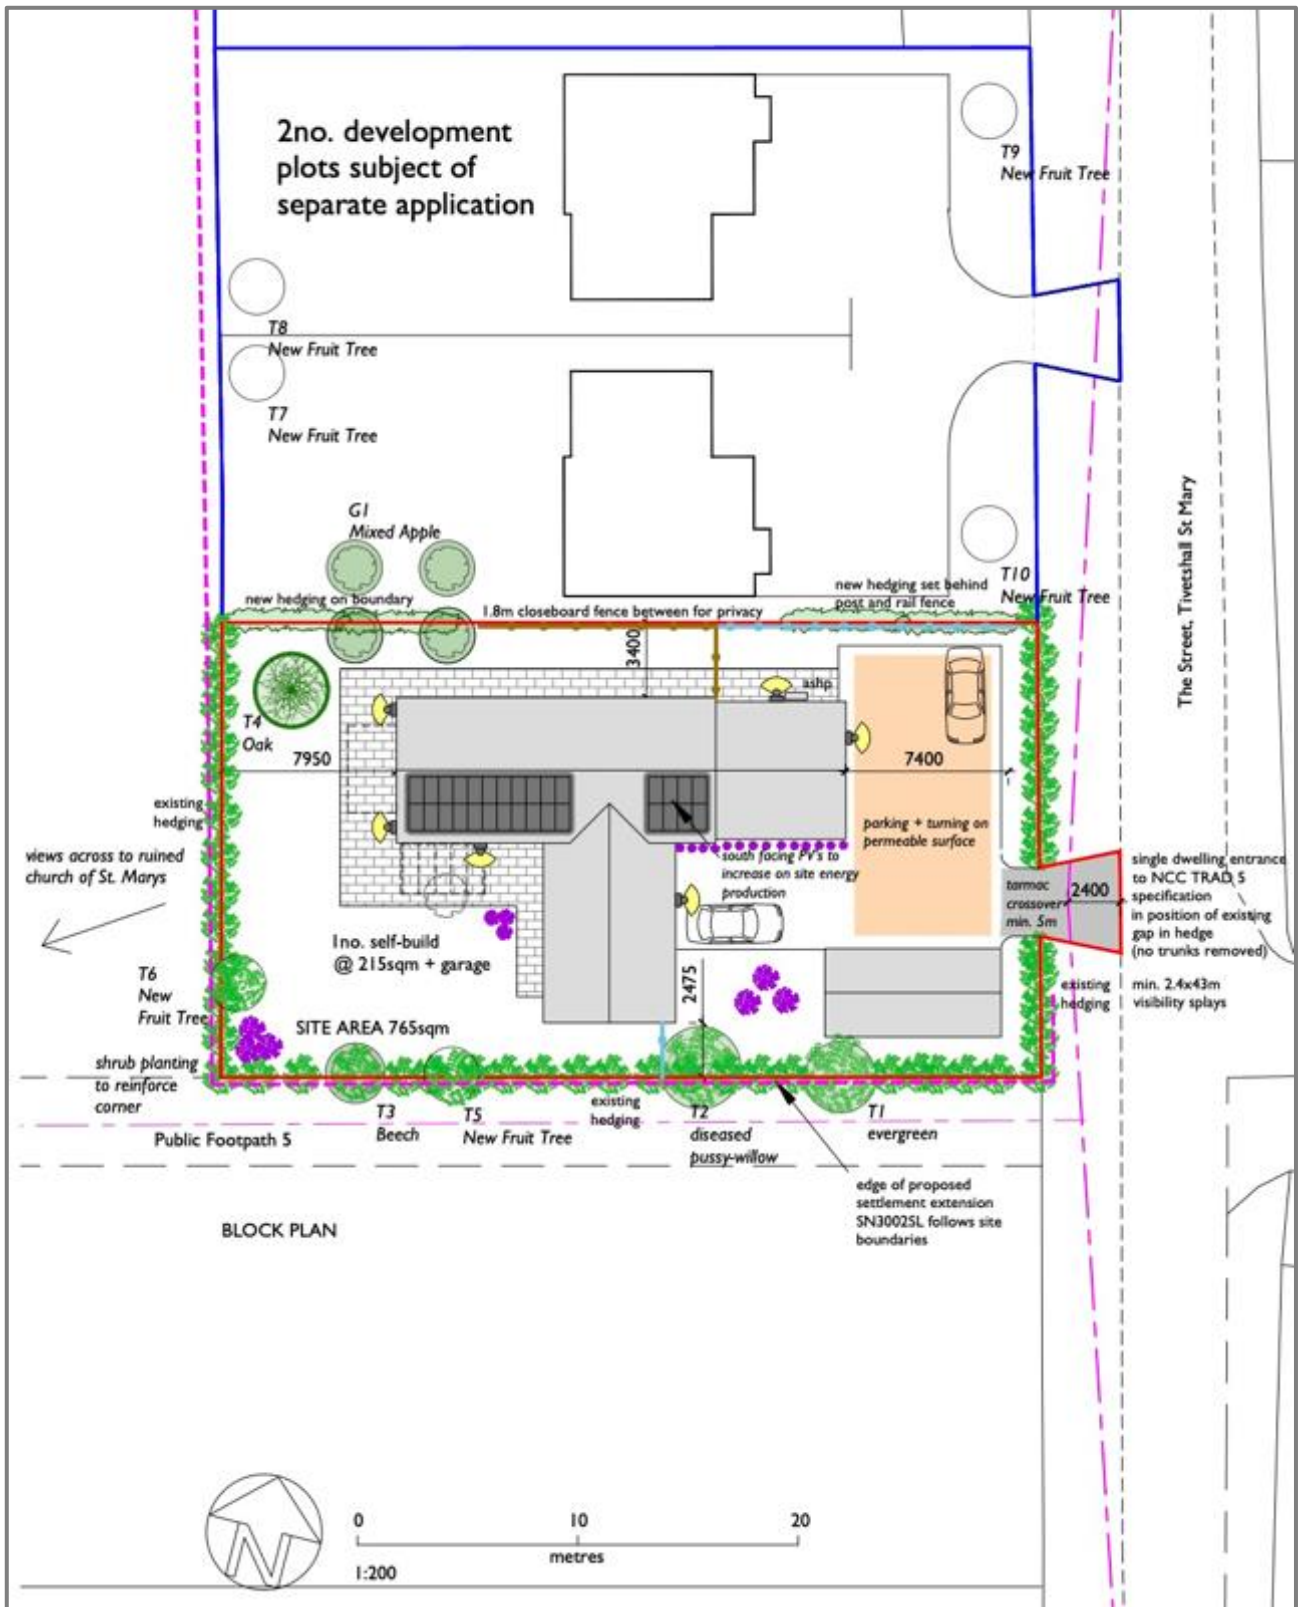 2no. development
plots subject of
separate application
T9
New Fruit Tree
T8
New Fruit Tree
T7
New Fruit Tree
The Street, Tivetshall St Mary
G1
Mixed Apple
T10
New Fruit Tree
new hedging on boundary
1.8m closeboard fence between for privacy
new hedging set behind
post and rail fence
3400
ashp
T4
Oak
7950
7400
existing
hedging
views across to ruined
church of St. Marys
south facing PV's to
increase on site energy
production
parking + turning on
permeable surface
tarmac
crossover
min. 5m
2400
single dwelling entrance
to NCC TRAD 5
specification
in position of existing
gap in hedge
(no trunks removed)
min. 2.4x43m
visibility splays
existing
hedging
1no. self-build
@ 215sqm + garage
2475
T6
New
Fruit Tree
SITE AREA 765sqm
shrub planting
to reinforce
corner
existing
hedging
T3
Beech
T5
New Fruit Tree
T2
diseased
pussy-willow
T1
evergreen
Public Footpath 5
edge of proposed
settlement extension
SN3002SL follows site
boundaries
BLOCK PLAN
N
0 10 20
metres
1:200